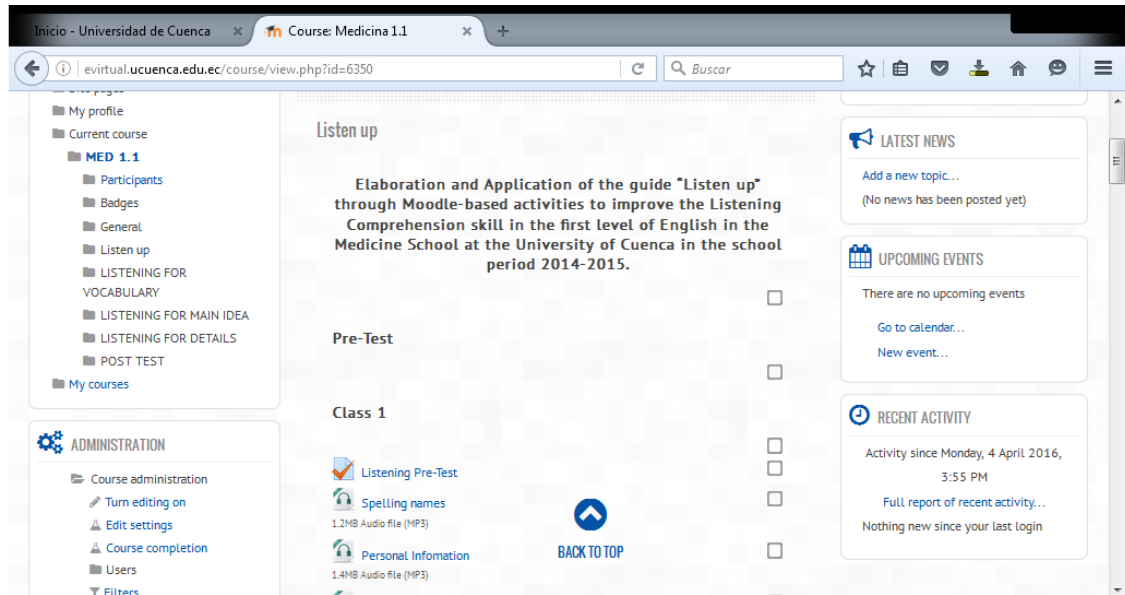 Inicio - Universidad de Cuenca
Course: Medicina 1.1
evirtual.ucuenca.edu.ec/course/view.php?id=6350
Buscar
Site pages
My profile
Current course
MED 1.1
Participants
Badges
General
Listen up
LISTENING FOR
VOCABULARY
LISTENING FOR MAIN IDEA
LISTENING FOR DETAILS
POST TEST
My courses
ADMINISTRATION
Course administration
Turn editing on
Edit settings
Course completion
Users
Filters
Listen up
Elaboration and Application of the guide "Listen up"
through Moodle-based activities to improve the Listening
Comprehension skill in the first level of English in the
Medicine School at the University of Cuenca in the school
period 2014-2015.
Pre-Test
Class 1
Listening Pre-Test
Spelling names
1.2MB Audio file (MP3)
Personal Infomation
1.4MB Audio file (MP3)
BACK TO TOP
LATEST NEWS
Add a new topic...
(No news has been posted yet)
UPCOMING EVENTS
There are no upcoming events
Go to calendar...
New event...
RECENT ACTIVITY
Activity since Monday, 4 April 2016,
3:55 PM
Full report of recent activity...
Nothing new since your last login